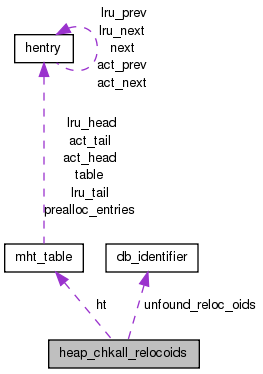 lru_prev
lru_next
next
act_prev
act_next
hentry
lru_head
act_tail
act_head
table
lru_tail
prealloc_entries
mht_table
db_identifier
ht
unfound_reloc_oids
heap_chkall_relocoids